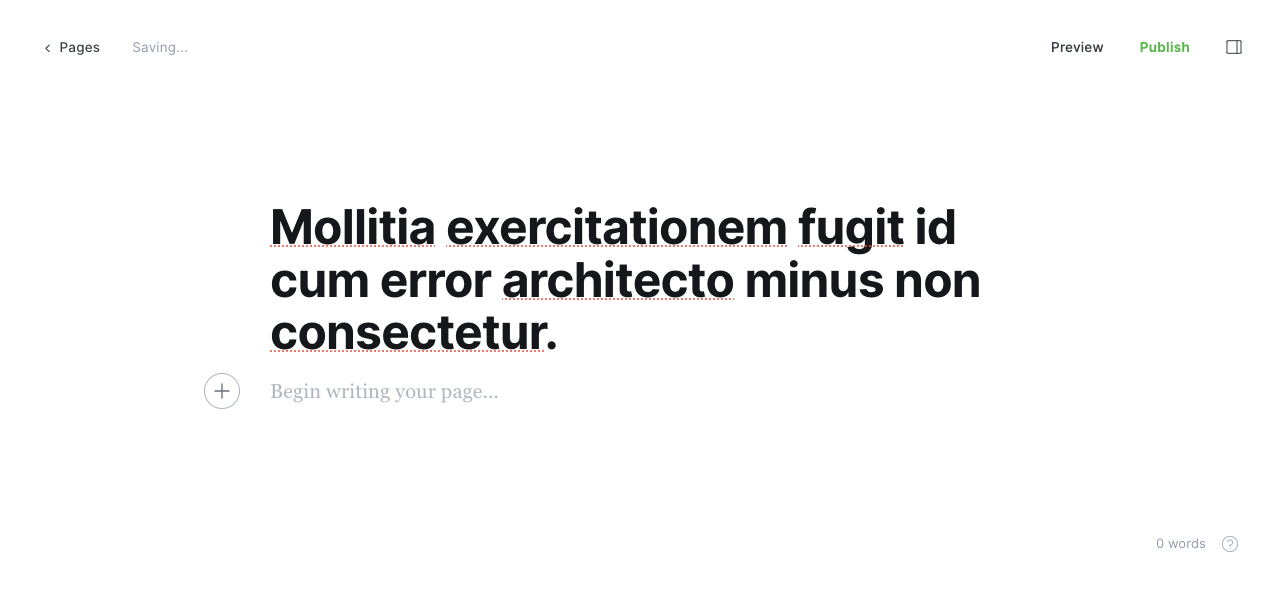 Pages
Saving...
Preview
Publish
Mollitia exercitationem fugit id
cum error architecto minus non
consectetur.
Begin writing your page...
0 words
?